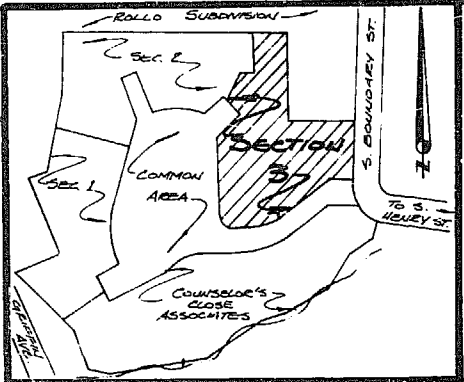 ROLLO SUBDIVISION
SEC. 2
S. BOUNDARY ST.
SECTION
3
SEC. 1
COMMON
AREA
TO S.
HENRY ST.
COUNSELOR'S
CLOSE
ASSOCIATES
GRIFFIN
AVE.
N